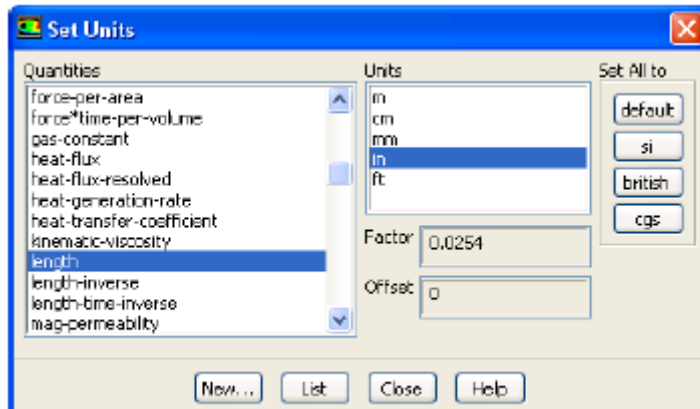 Set Units
Quantities
force-per-area
force*time-per-volume
gas-constant
heat-flux
heat-flux-resolved
heat-generation-rate
heat-transfer-coefficient
kinematic-viscosity
length
length-inverse
length-time-inverse
mag-permeability
Units
m
cm
mm
in
ft
Factor 0.0254
Offset 0
Set All to
default
si
british
cgs
New... List Close Help